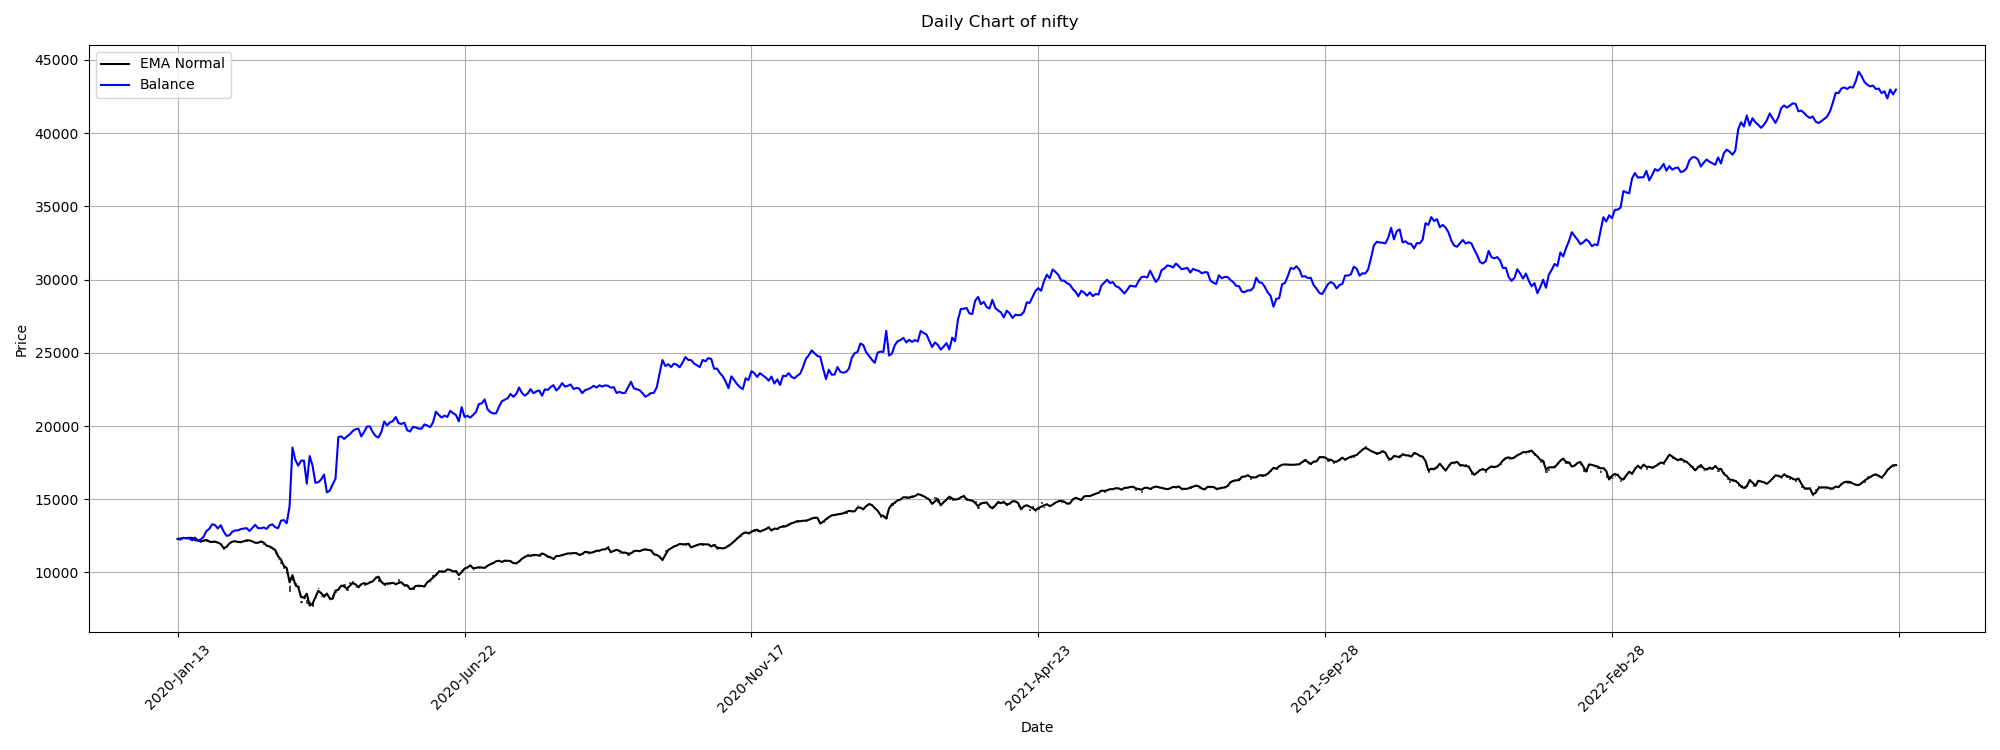 Daily Chart of nifty
EMA Normal
Balance
45000
40000
35000
30000
25000
20000
15000
10000
Price
2020-Jan-13
2020-Jun-22
2020-Nov-17
2021-Apr-23
2021-Sep-28
2022-Feb-28
Date